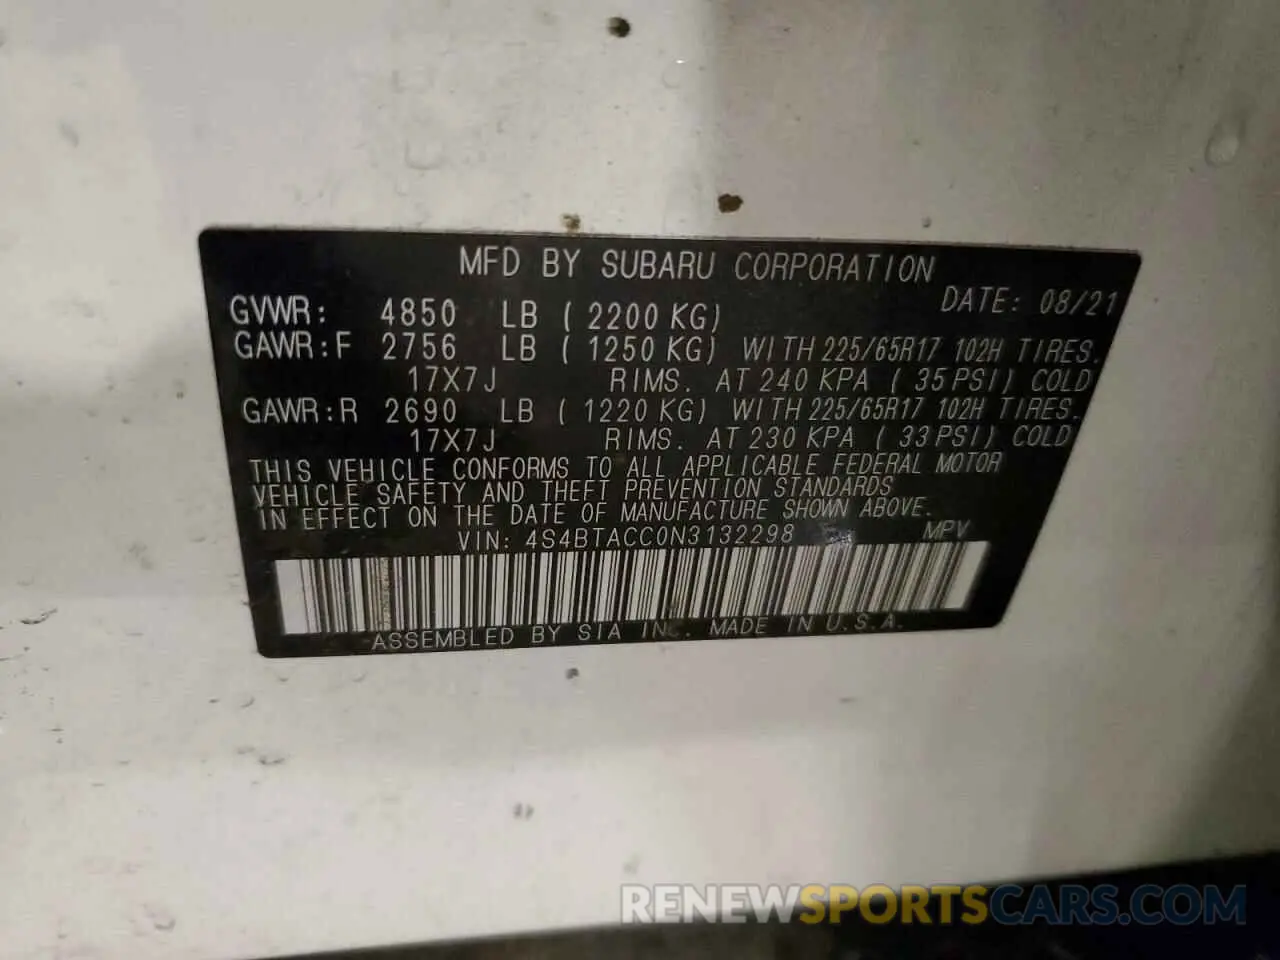 MFD BY SUBARU CORPORATION
DATE: 08/21
GVWR: 4850 LB ( 2200 KG)
GAWR:F 2756 LB ( 1250 KG) WITH 225/65R17 102H TIRES.
17X7J RIMS. AT 240 KPA ( 35 PSI) COLD
GAWR:R 2690 LB ( 1220 KG) WITH 225/65R17 102H TIRES.
17X7J RIMS. AT 230 KPA ( 33 PSI) COLD
THIS VEHICLE CONFORMS TO ALL APPLICABLE FEDERAL MOTOR
VEHICLE SAFETY AND THEFT PREVENTION STANDARDS
IN EFFECT ON THE DATE OF MANUFACTURE SHOWN ABOVE.
VIN: 4S4BTACC0N3132298 MPV
ASSEMBLED BY SIA INC. MADE IN U.S.A.
RENEWSPORTSCARS.COM